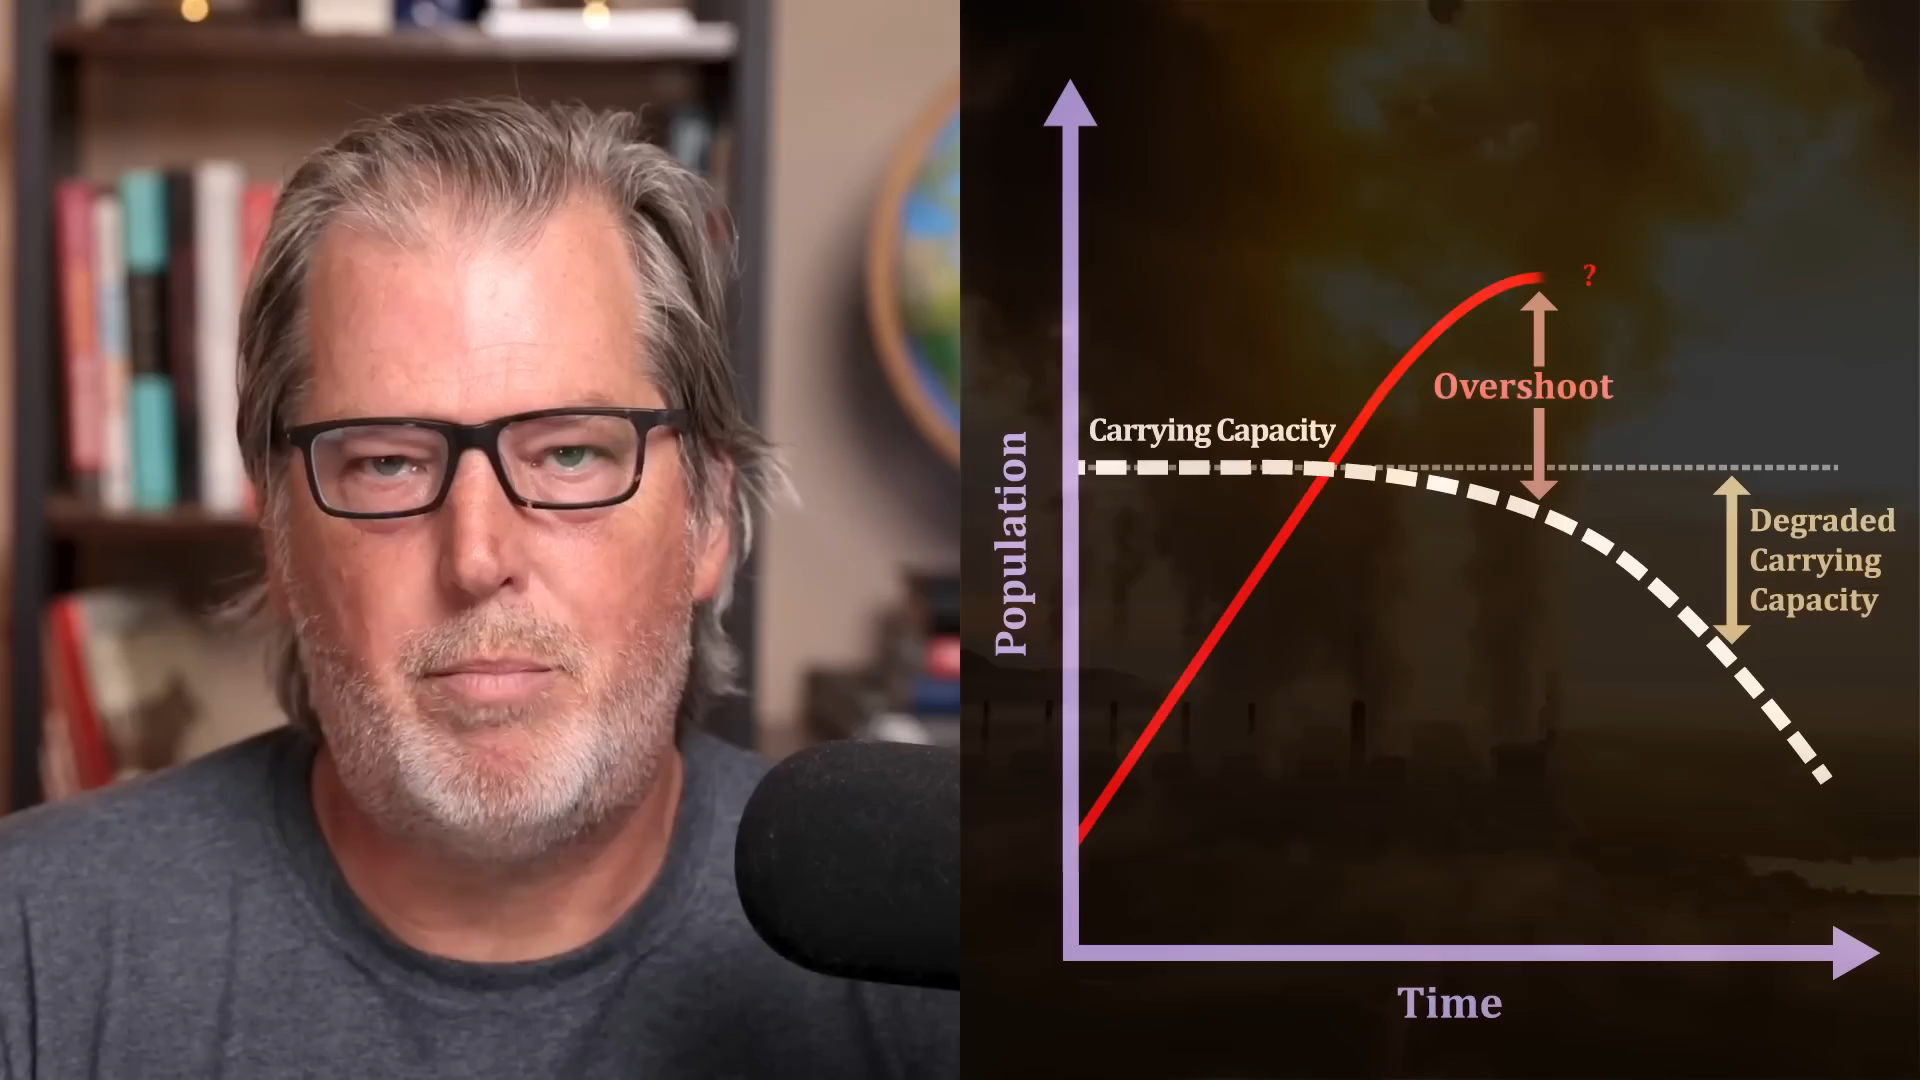 ?
Overshoot
Carrying Capacity
Degraded
Carrying
Capacity
Population
Time